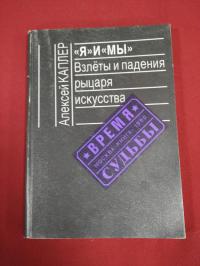 Алексей КАПЛЕР
«Я»И«МЫ»
Взлёты и падения
рыцаря
искусства
ВРЕМЯ
СУДЬБЫ